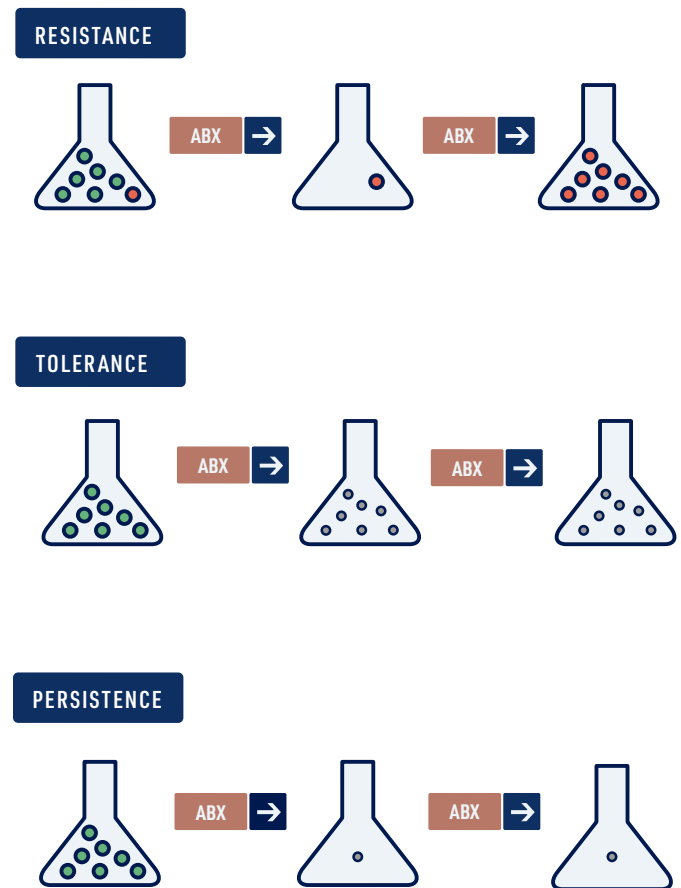 RESISTANCE
ABX
ABX
TOLERANCE
ABX
ABX
PERSISTENCE
ABX
ABX